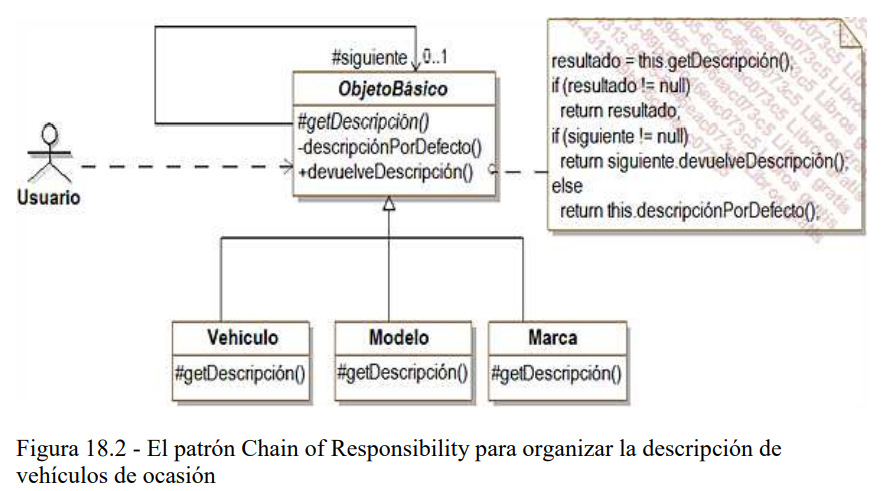 #siguiente 0..1
ObjetoBásico
#getDescripción()
-descripciónPorDefecto()
+devuelveDescripción()
Usuario
resultado = this.getDescripción();
if (resultado != null)
return resultado;
if (siguiente != null)
return siguiente.devuelveDescripción();
else
return this.descripciónPorDefecto();
Vehiculo
#getDescripción()
Modelo
#getDescripción()
Marca
#getDescripción()
Figura 18.2 - El patrón Chain of Responsibility para organizar la descripción de
vehículos de ocasión